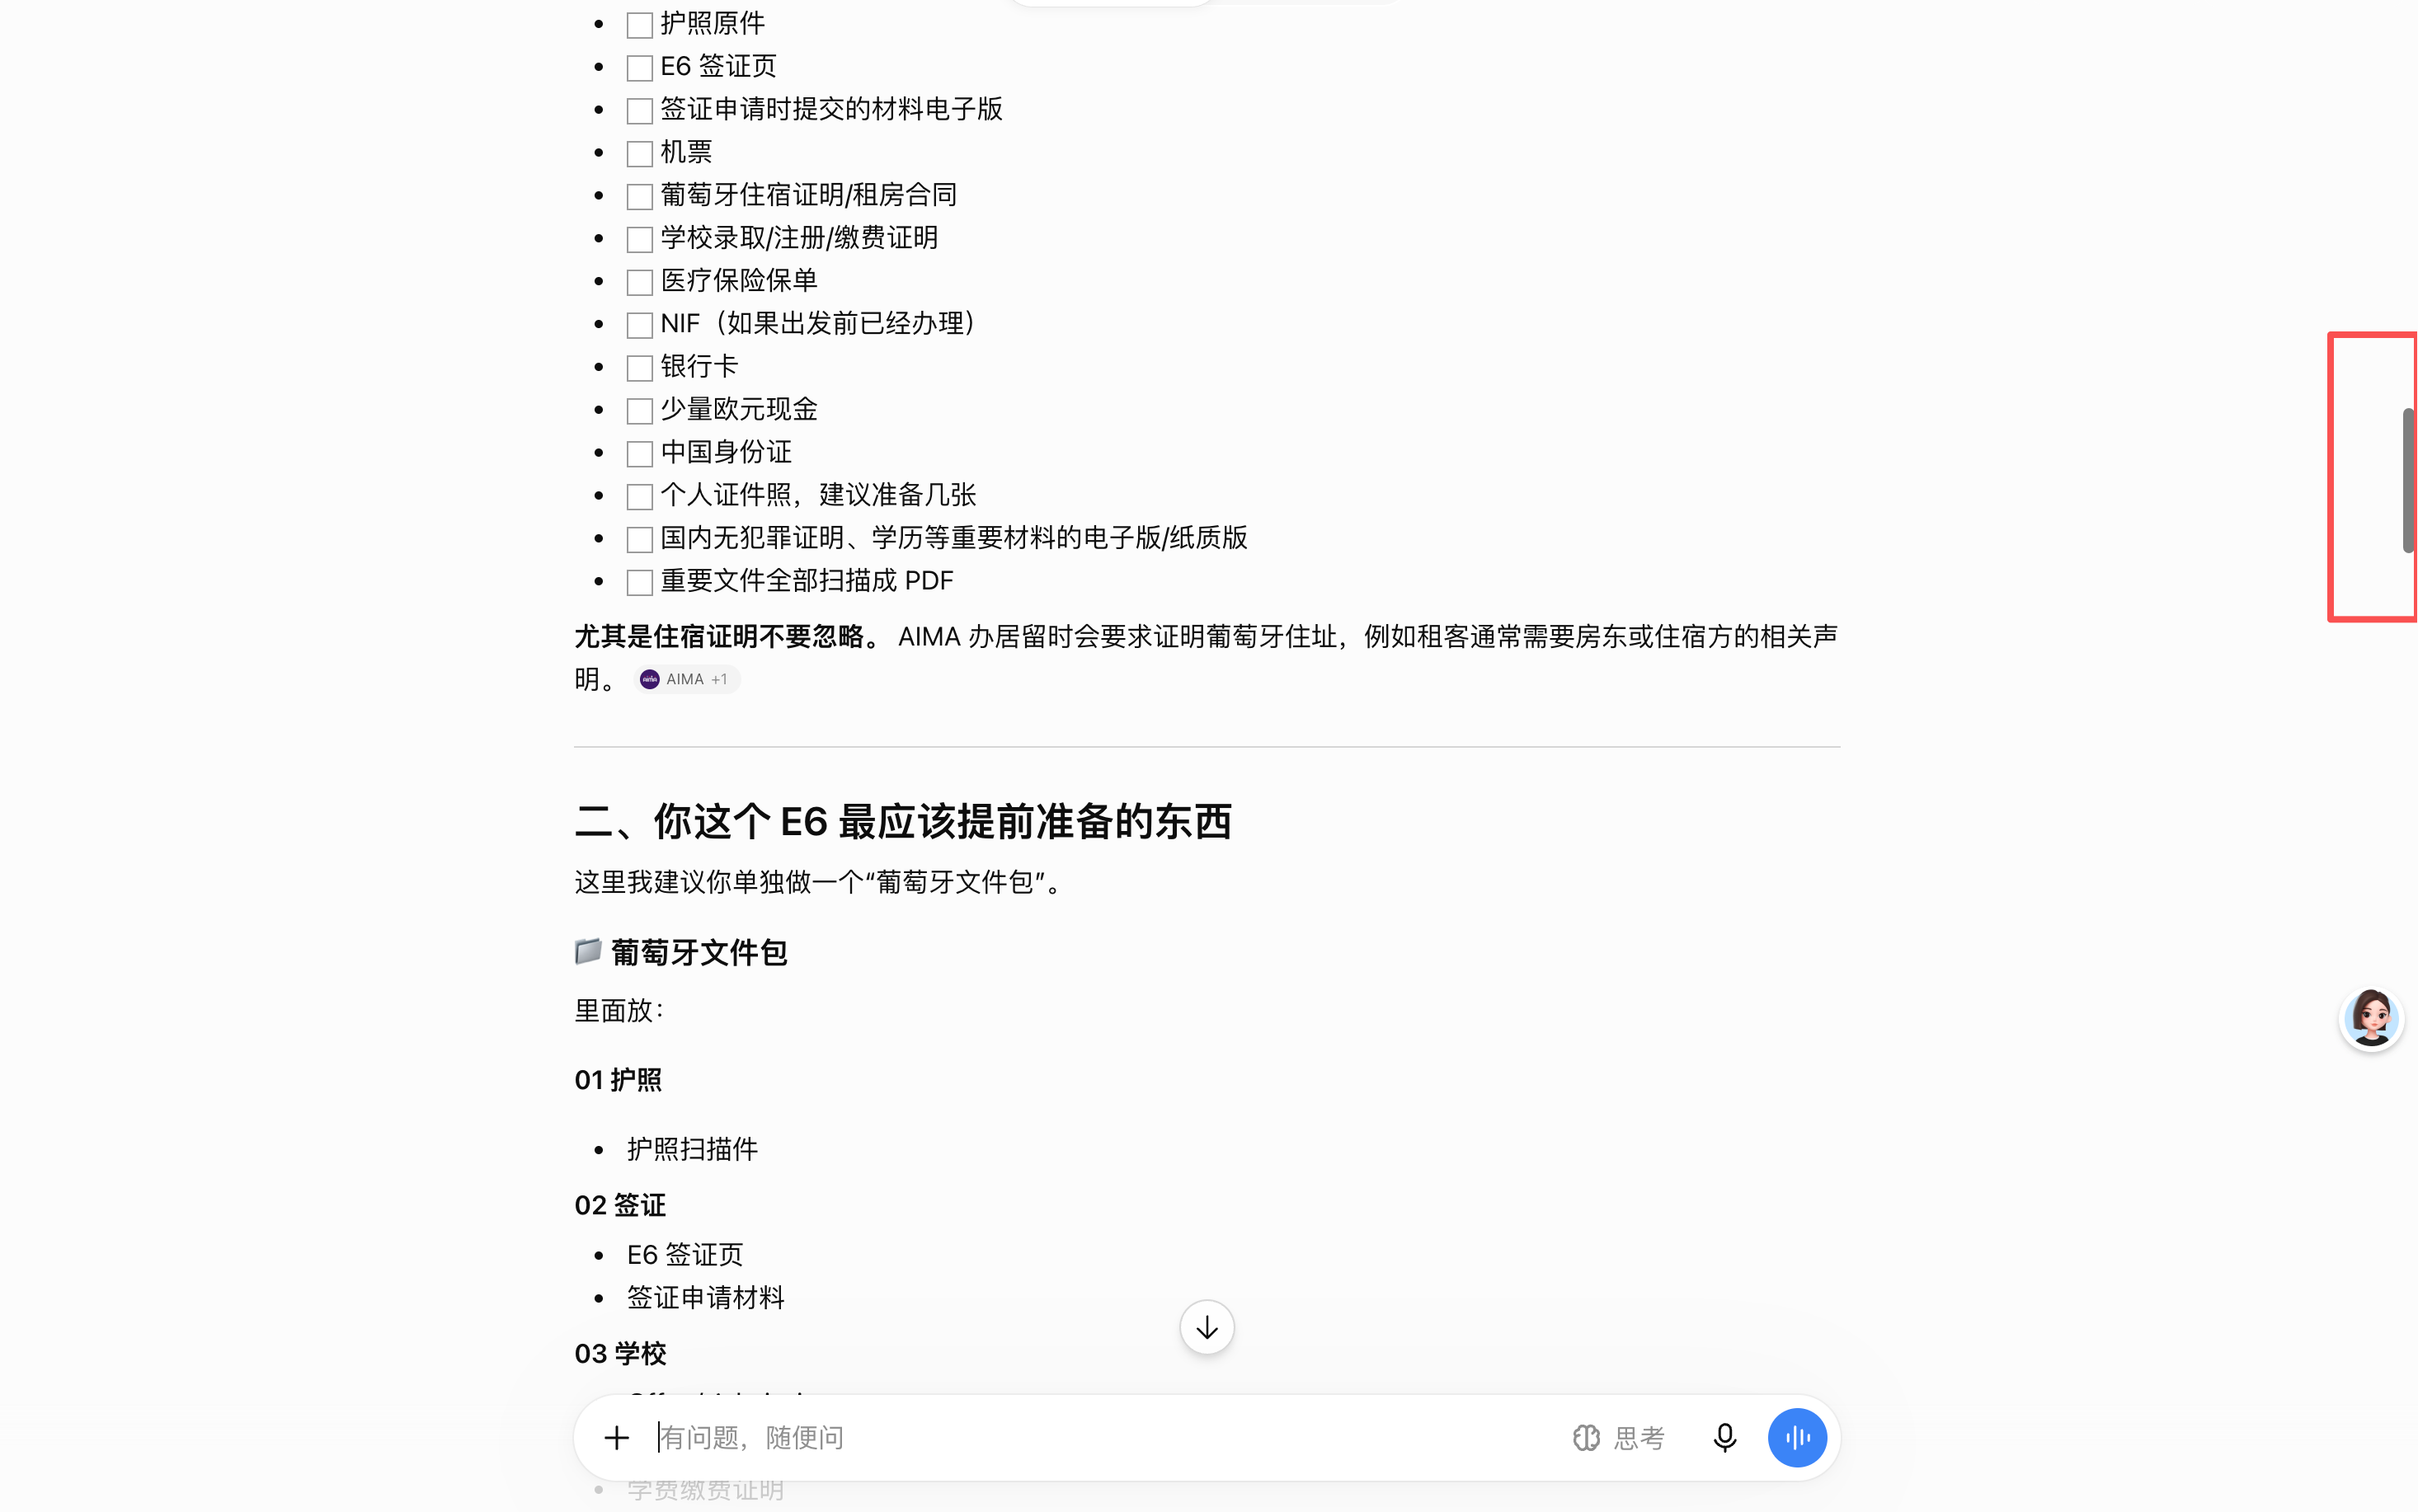 护照原件
E6 签证页
签证申请时提交的材料电子版
机票
葡萄牙住宿证明/租房合同
学校录取/注册/缴费证明
医疗保险保单
NIF（如果出发前已经办理）
银行卡
少量欧元现金
中国身份证
个人证件照，建议准备几张
国内无犯罪证明、学历等重要材料的电子版/纸质版
重要文件全部扫描成 PDF
尤其是住宿证明不要忽略。 AIMA 办居留时会要求证明葡萄牙住址，例如租客通常需要房东或住宿方的相关声
明。 AIMA +1
二、你这个 E6 最应该提前准备的东西
这里我建议你单独做一个“葡萄牙文件包”。
葡萄牙文件包
里面放：
01 护照
护照扫描件
02 签证
E6 签证页
签证申请材料
03 学校
有问题，随便问 思考
学费缴费证明